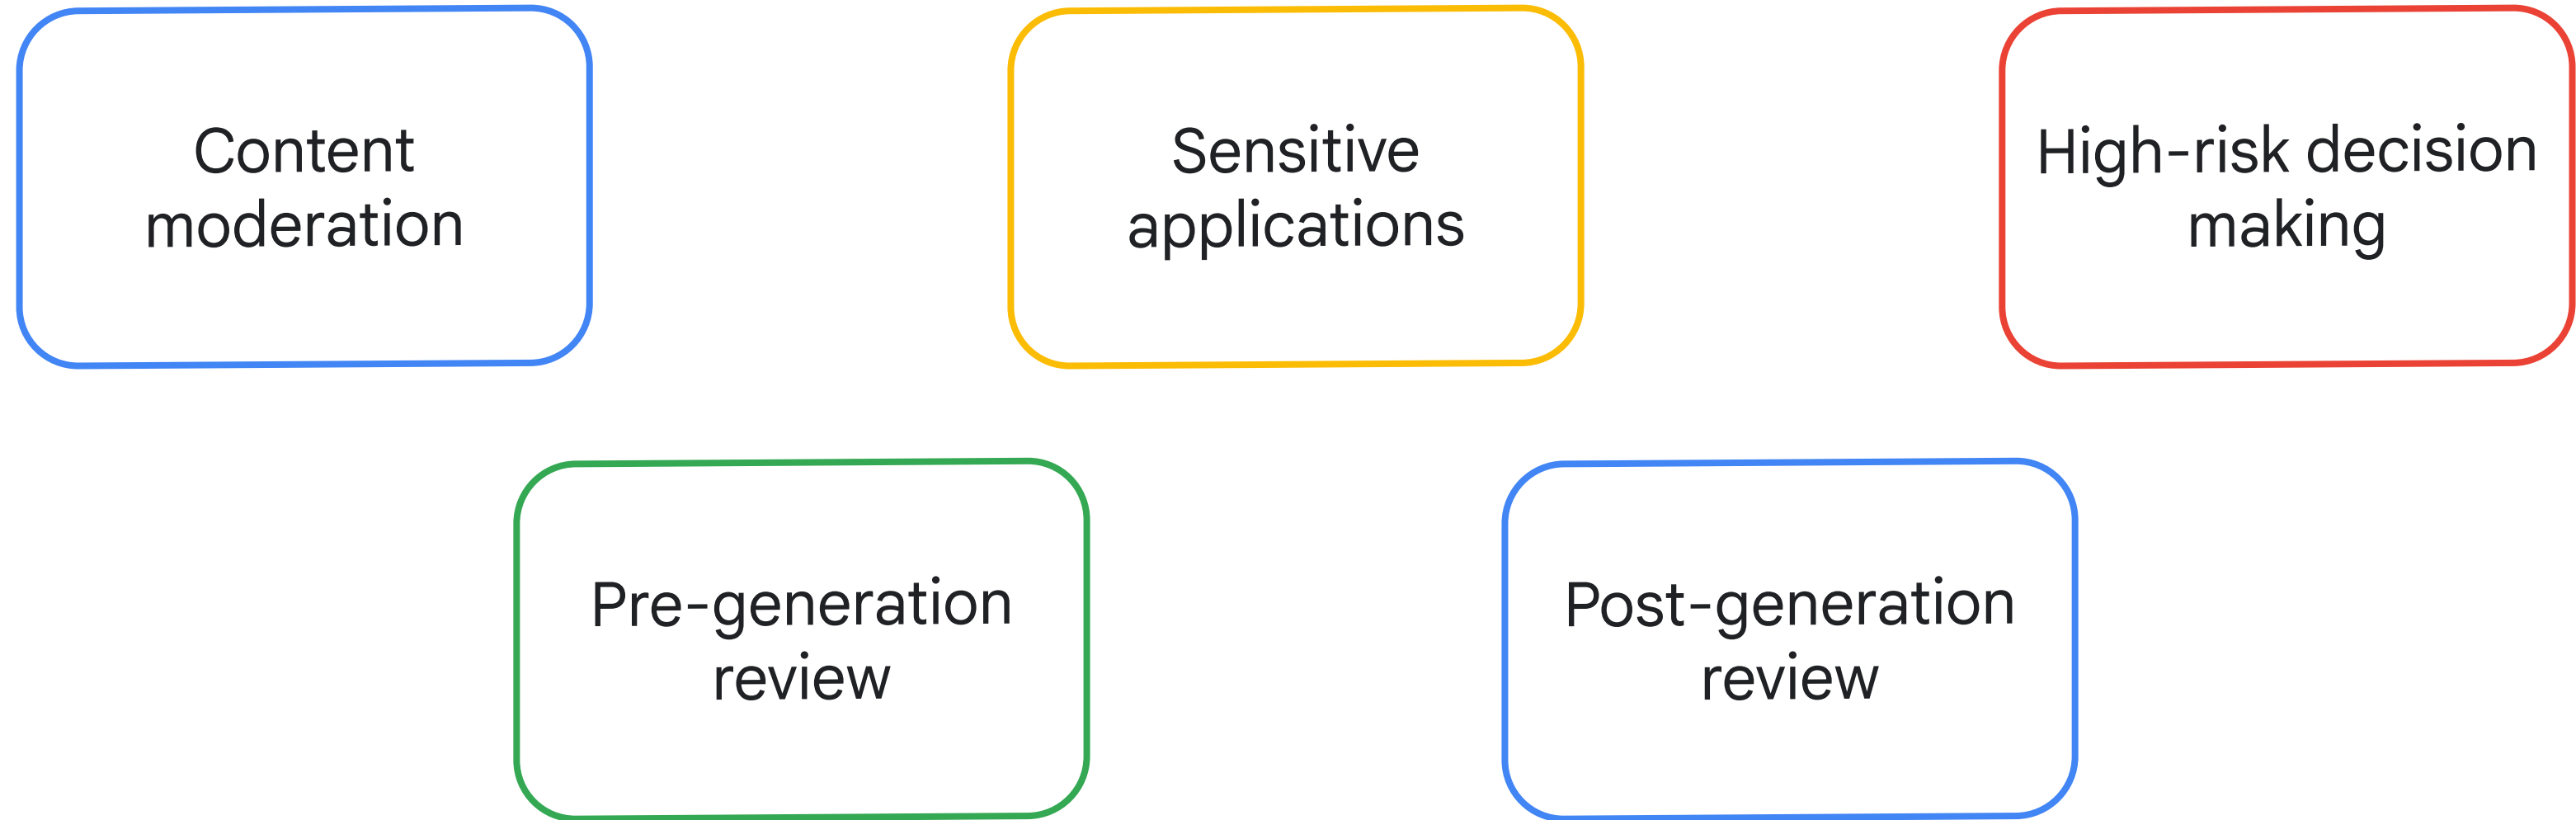 Content
moderation
Sensitive
applications
High-risk decision
making
Pre-generation
review
Post-generation
review